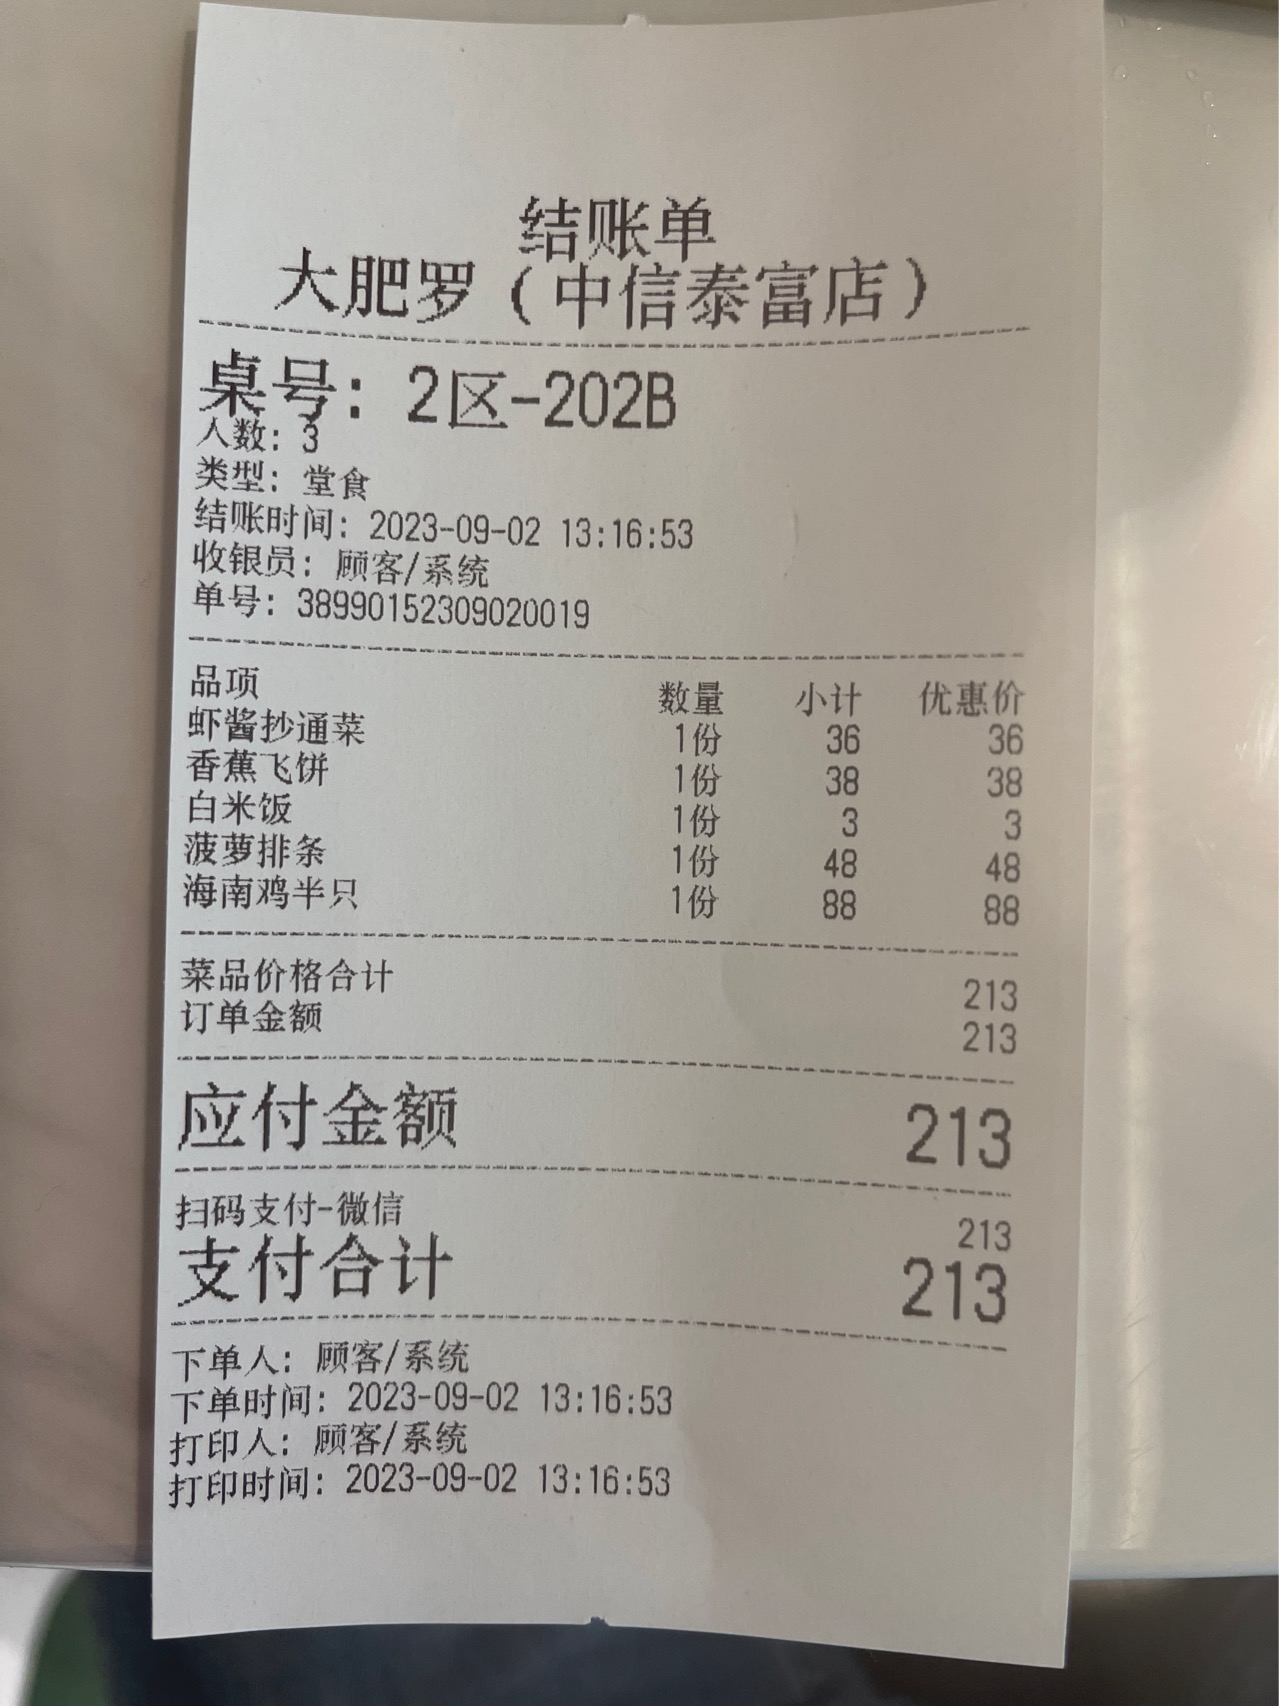 结账单
大肥罗（中信泰富店）
桌号：2区-202B
人数：3
类型：堂食
结账时间：2023-09-02 13:16:53
收银员：顾客/系统
单号：38990152309020019
品项 数量 小计 优惠价
虾酱抄通菜 1份 36 36
香蕉飞饼 1份 38 38
白米饭 1份 3 3
菠萝排条 1份 48 48
海南鸡半只 1份 88 88
菜品价格合计 213
订单金额 213
应付金额 213
扫码支付-微信 213
支付合计 213
下单人：顾客/系统
下单时间：2023-09-02 13:16:53
打印人：顾客/系统
打印时间：2023-09-02 13:16:53